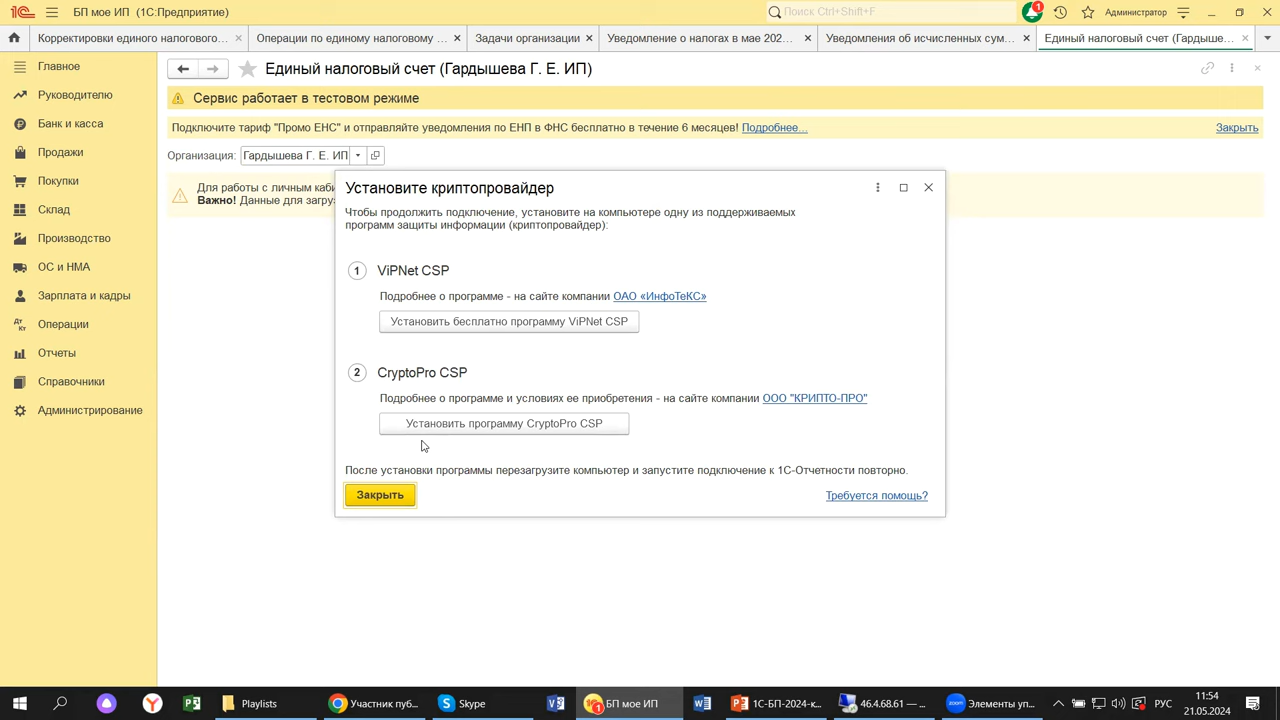 БП мое ИП (1С:Предприятие)
Поиск Ctrl+Shift+F
1
Администратор
Корректировки единого налогового...
Операции по единому налоговому ...
Задачи организации
Уведомление о налогах в мае 202...
Уведомления об исчисленных сум...
Единый налоговый счет (Гардыше...
Главное
Руководителю
Банк и касса
Продажи
Покупки
Склад
Производство
ОС и НМА
Зарплата и кадры
Дт Кт Операции
Отчеты
Справочники
Администрирование
Единый налоговый счет (Гардышева Г. Е. ИП)
Сервис работает в тестовом режиме
Подключите тариф "Промо ЕНС" и отправляйте уведомления по ЕНП в ФНС бесплатно в течение 6 месяцев! Подробнее...
Закрыть
Организация: Гардышева Г. Е. ИП
Для работы с личным каби
Важно! Данные для загру
Установите криптопровайдер
Чтобы продолжить подключение, установите на компьютере одну из поддерживаемых
программ защиты информации (криптопровайдер):
1 ViPNet CSP
Подробнее о программе - на сайте компании ОАО «ИнфоТеКС»
Установить бесплатно программу ViPNet CSP
2 CryptoPro CSP
Подробнее о программе и условиях ее приобретения - на сайте компании ООО "КРИПТО-ПРО"
Установить программу CryptoPro CSP
После установки программы перезагрузите компьютер и запустите подключение к 1С-Отчетности повторно.
Закрыть
Требуется помощь?
Playlists
Участник пуб...
Skype
БП мое ИП
1С-БП-2024-к...
46.4.68.61 — ...
Элементы уп...
РУС
11:54
21.05.2024